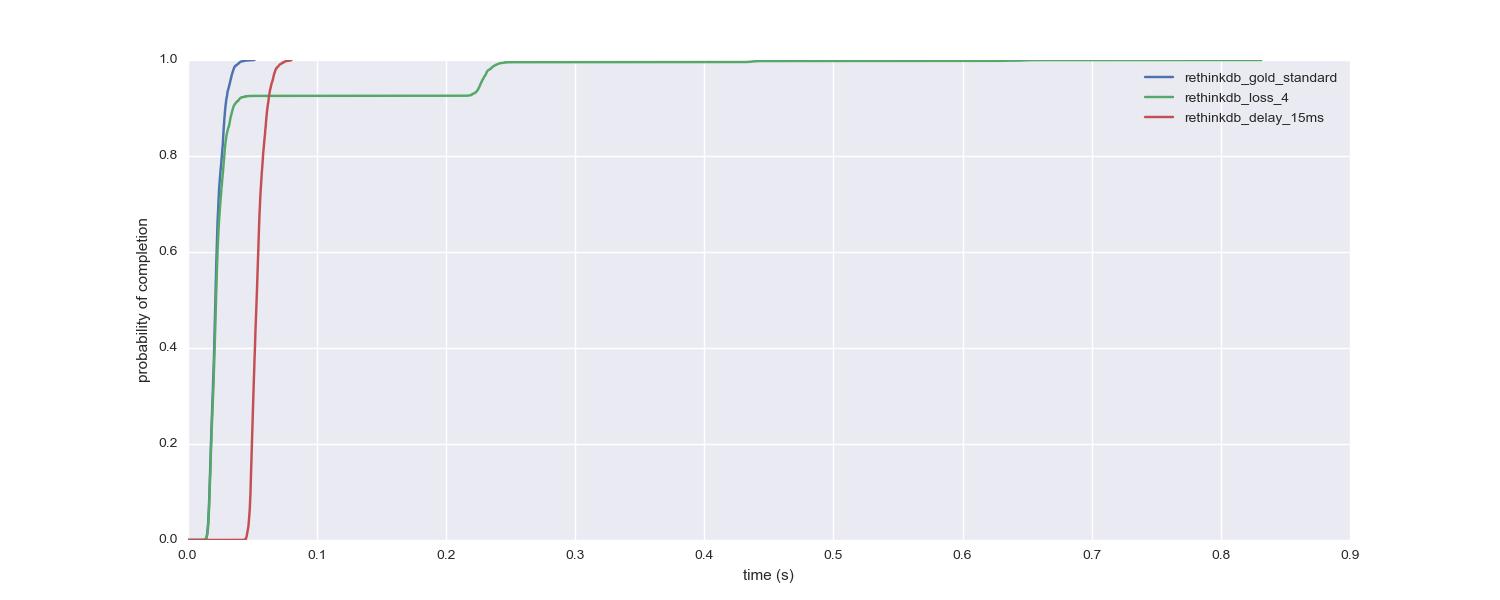 1.0
0.8
0.6
0.4
0.2
0.0
probability of completion
rethinkdb_gold_standard
rethinkdb_loss_4
rethinkdb_delay_15ms
0.0 0.1 0.2 0.3 0.4 0.5 0.6 0.7 0.8 0.9
time (s)